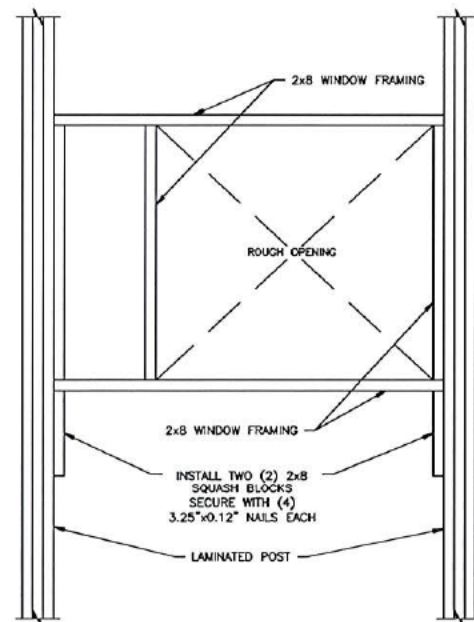 2x8 WINDOW FRAMING
ROUGH OPENING
2x8 WINDOW FRAMING
INSTALL TWO (2) 2x8
SQUASH BLOCKS
SECURE WITH (4)
3.25"x0.12" NAILS EACH
LAMINATED POST